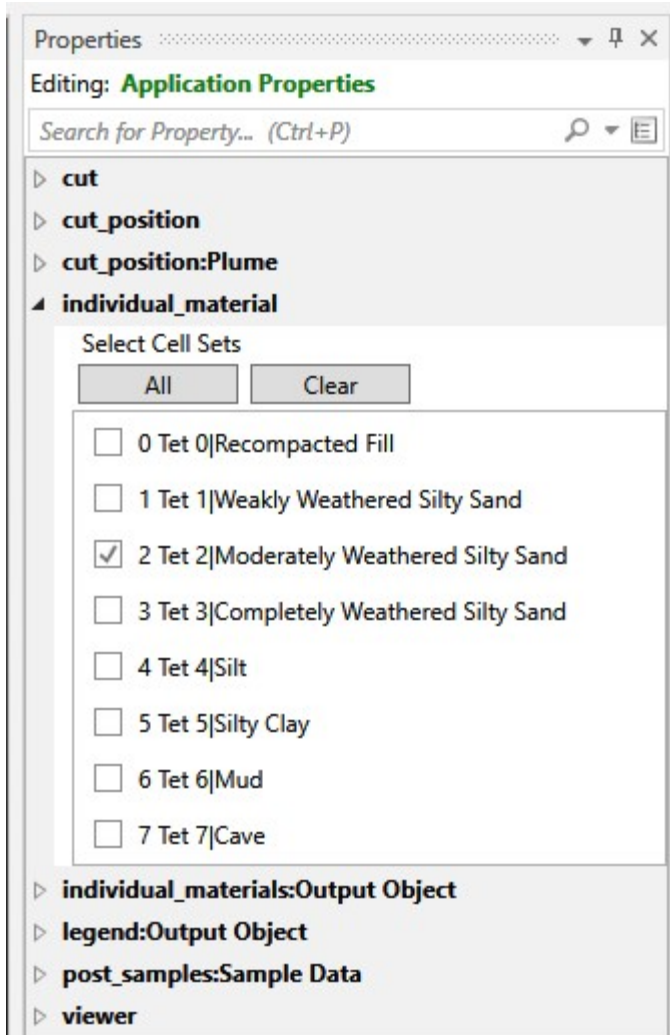 Properties
Editing: Application Properties
Search for Property... (Ctrl+P)
cut
cut_position
cut_position:Plume
individual_material
Select Cell Sets
All Clear
0 Tet 0|Recompacted Fill
1 Tet 1|Weakly Weathered Silty Sand
2 Tet 2|Moderately Weathered Silty Sand
3 Tet 3|Completely Weathered Silty Sand
4 Tet 4|Silt
5 Tet 5|Silty Clay
6 Tet 6|Mud
7 Tet 7|Cave
individual_materials:Output Object
legend:Output Object
post_samples:Sample Data
viewer